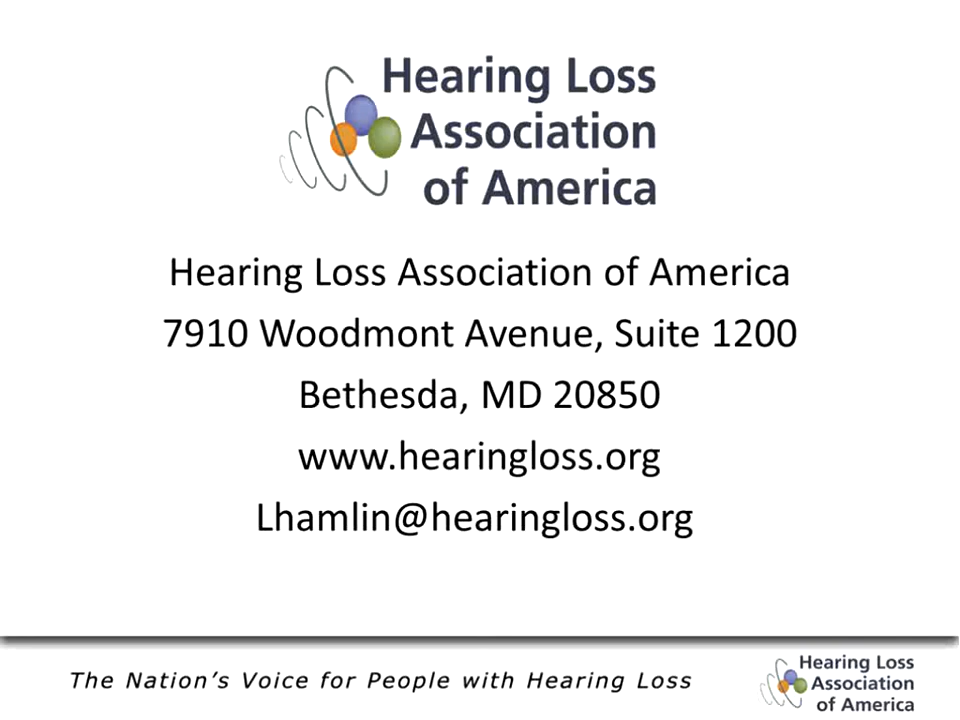 Hearing Loss
Association
of America
Hearing Loss Association of America
7910 Woodmont Avenue, Suite 1200
Bethesda, MD 20850
www.hearingloss.org
Lhamlin@hearingloss.org
The Nation's Voice for People with Hearing Loss
Hearing Loss
Association
of America